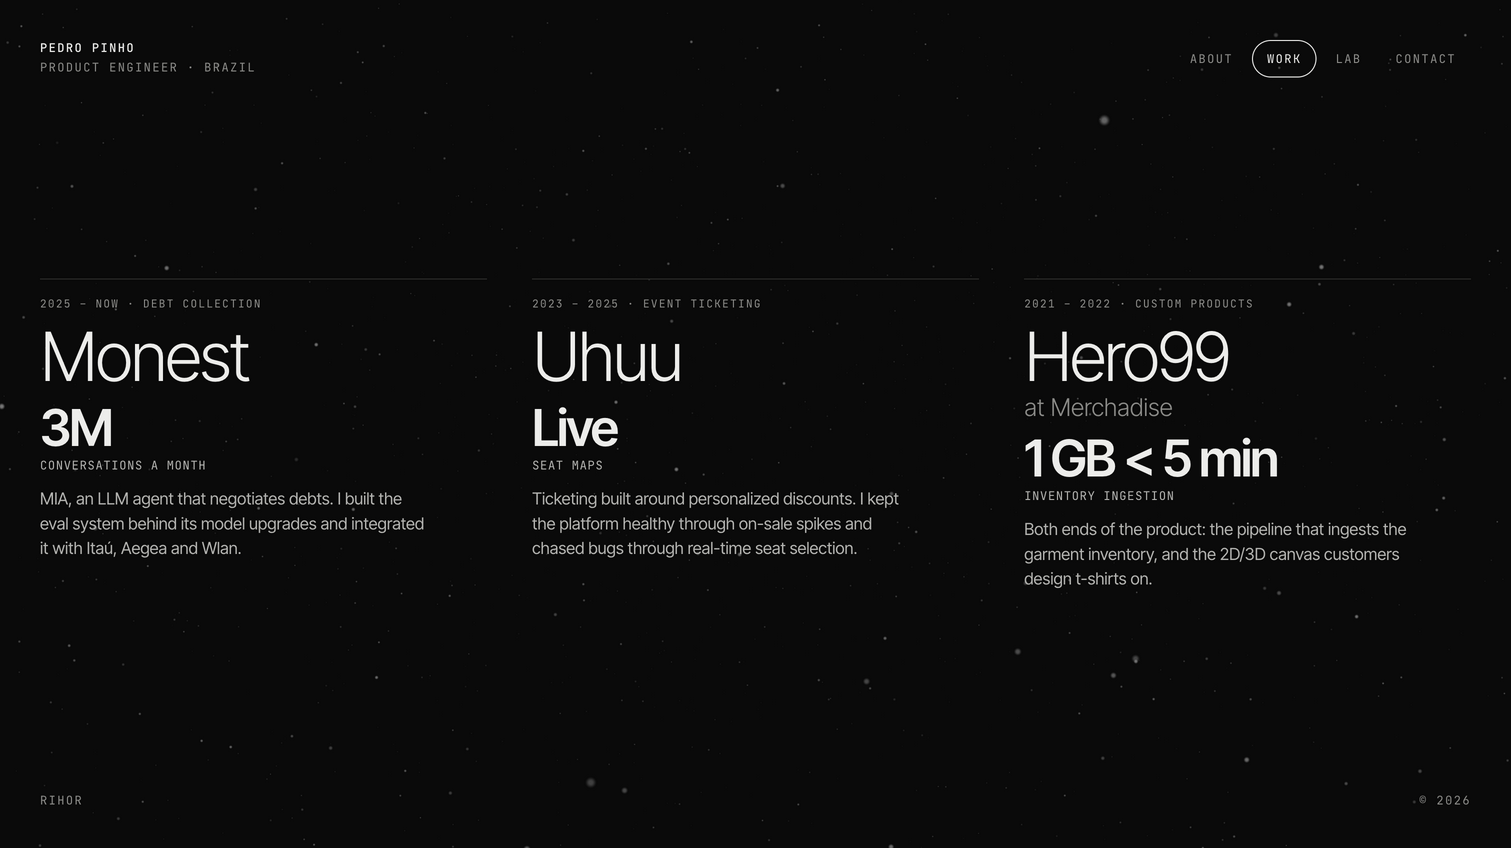 PEDRO PINHO
PRODUCT ENGINEER · BRAZIL
ABOUT
WORK
LAB
CONTACT
2025 — NOW · DEBT COLLECTION
Monest
3M
CONVERSATIONS A MONTH
MIA, an LLM agent that negotiates debts. I built the
eval system behind its model upgrades and integrated
it with Itaú, Aegea and Wlan.
2023 — 2025 · EVENT TICKETING
Uhuu
Live
SEAT MAPS
Ticketing built around personalized discounts. I kept
the platform healthy through on-sale spikes and
chased bugs through real-time seat selection.
2021 — 2022 · CUSTOM PRODUCTS
Hero99
at Merchadise
1 GB < 5 min
INVENTORY INGESTION
Both ends of the product: the pipeline that ingests the
garment inventory, and the 2D/3D canvas customers
design t-shirts on.
RIHOR
© 2026